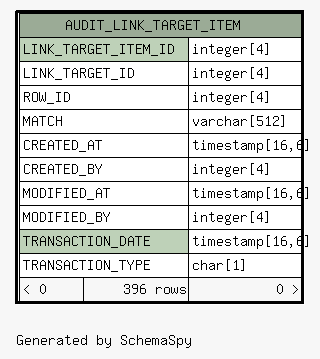 AUDIT_LINK_TARGET_ITEM
LINK_TARGET_ITEM_ID integer[4]
LINK_TARGET_ID integer[4]
ROW_ID integer[4]
MATCH varchar[512]
CREATED_AT timestamp[16,6]
CREATED_BY integer[4]
MODIFIED_AT timestamp[16,6]
MODIFIED_BY integer[4]
TRANSACTION_DATE timestamp[16,6]
TRANSACTION_TYPE char[1]
< 0 396 rows 0 >
Generated by SchemaSpy